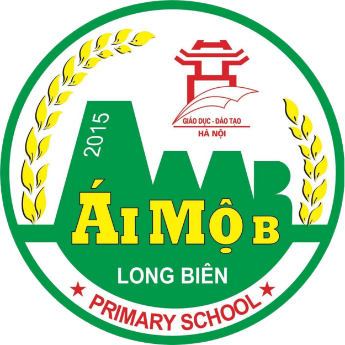 GIÁO DỤC - ĐÀO TẠO
HÀ NỘI
2015
ÁI MỘ B
LONG BIÊN
★ PRIMARY SCHOOL ★